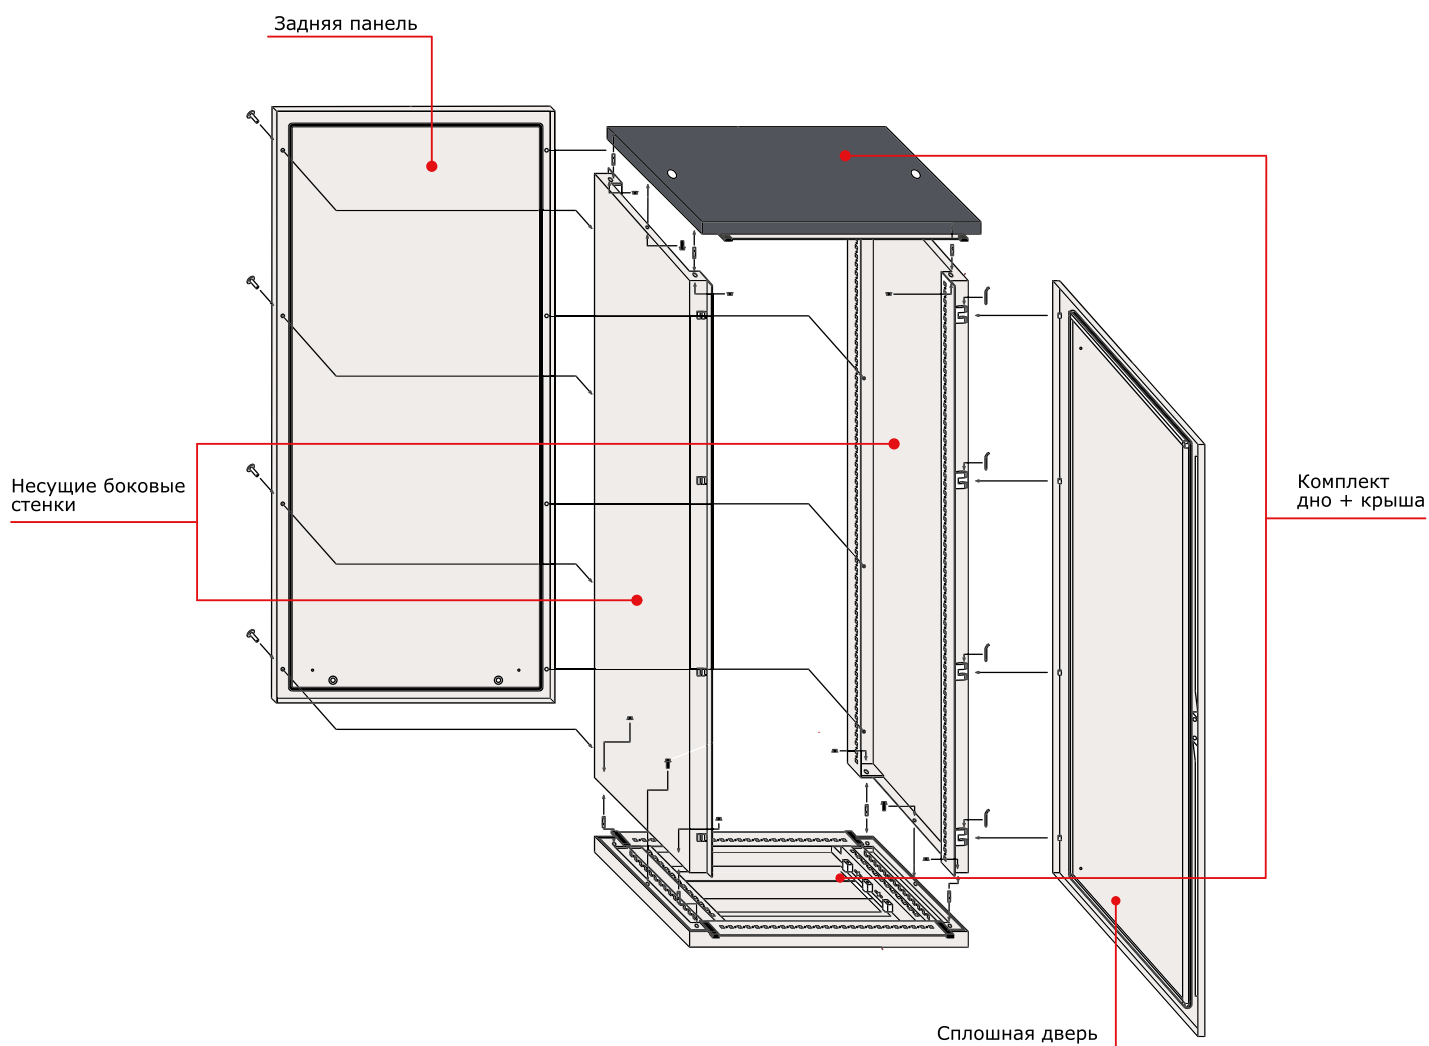 Задняя панель
Несущие боковые
стенки
Комплект
дно + крыша
Сплошная дверь